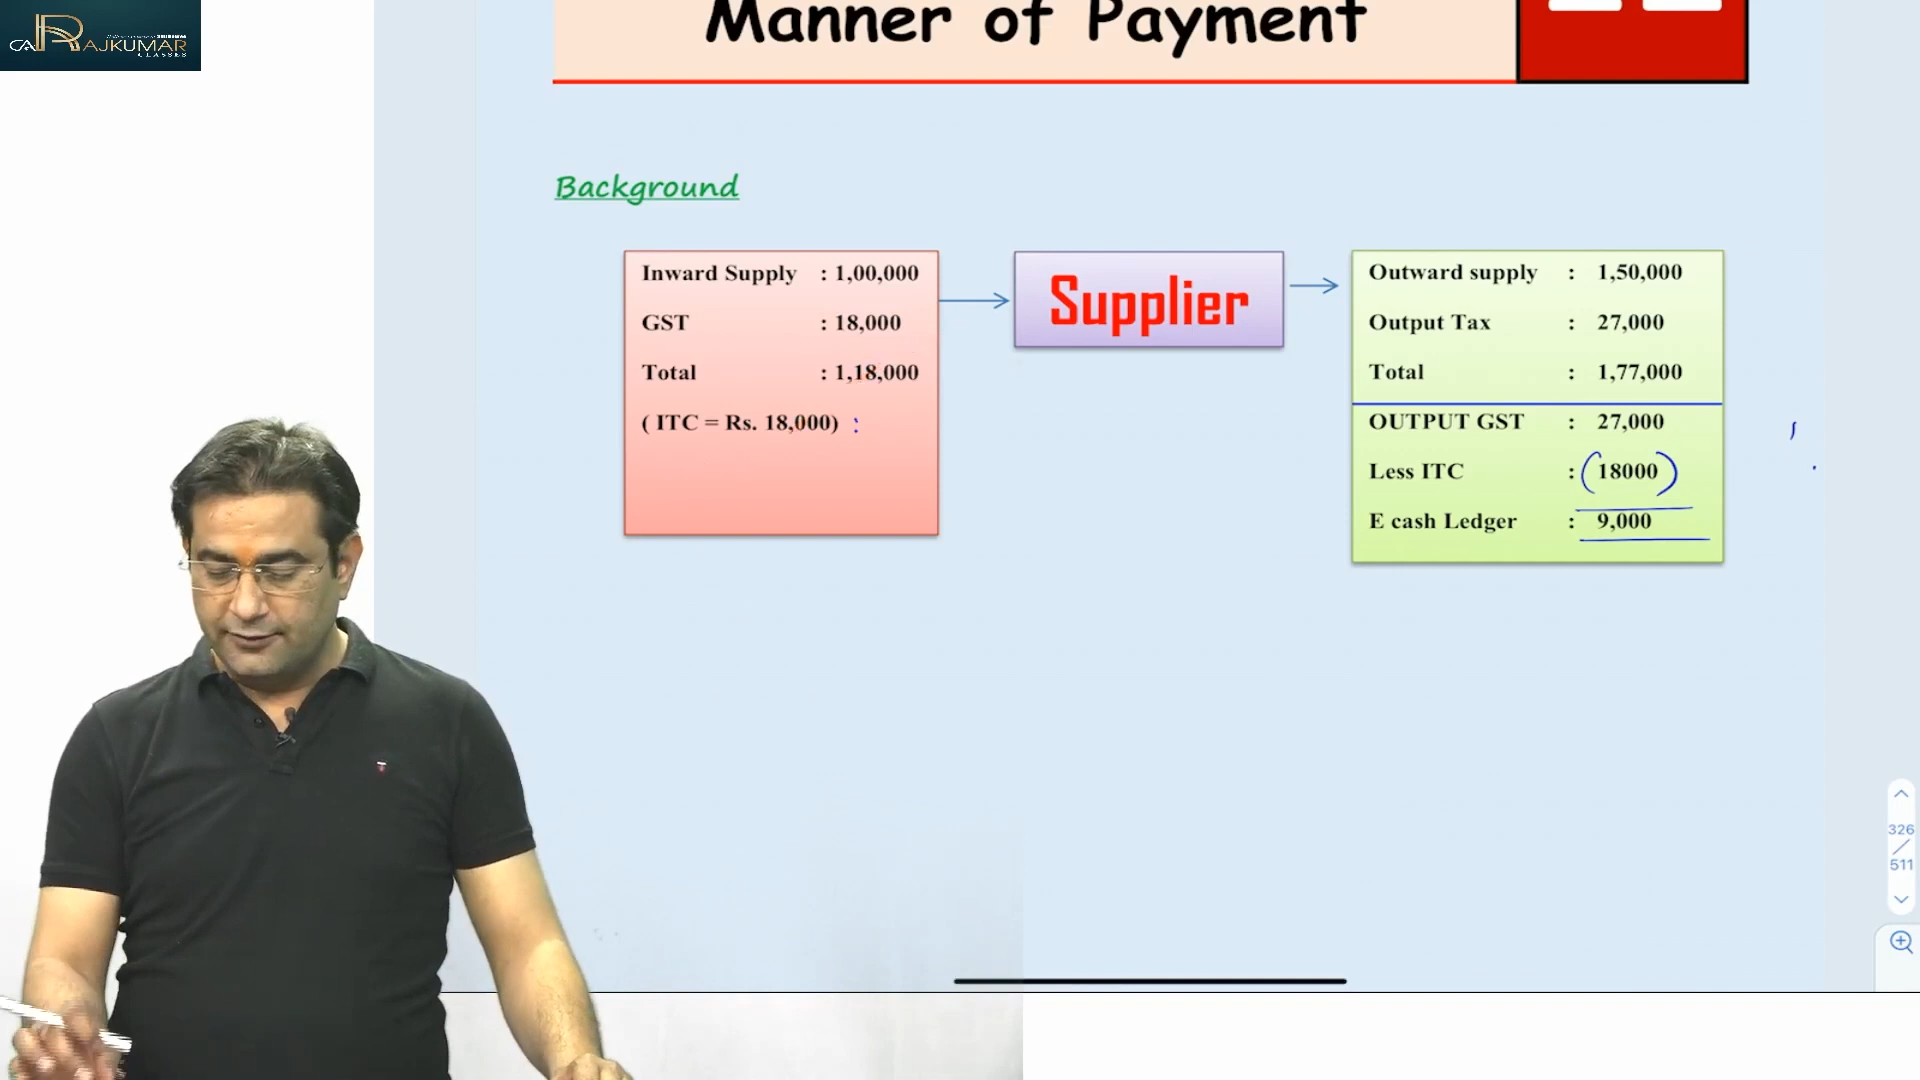 CA RAJKUMAR
CLASSES
Manner of Payment
Background
Inward Supply : 1,00,000
GST : 18,000
Total : 1,18,000
( ITC = Rs. 18,000) :
Supplier
Outward supply : 1,50,000
Output Tax : 27,000
Total : 1,77,000
OUTPUT GST : 27,000
Less ITC : (18000)
E cash Ledger : 9,000
326
/
511